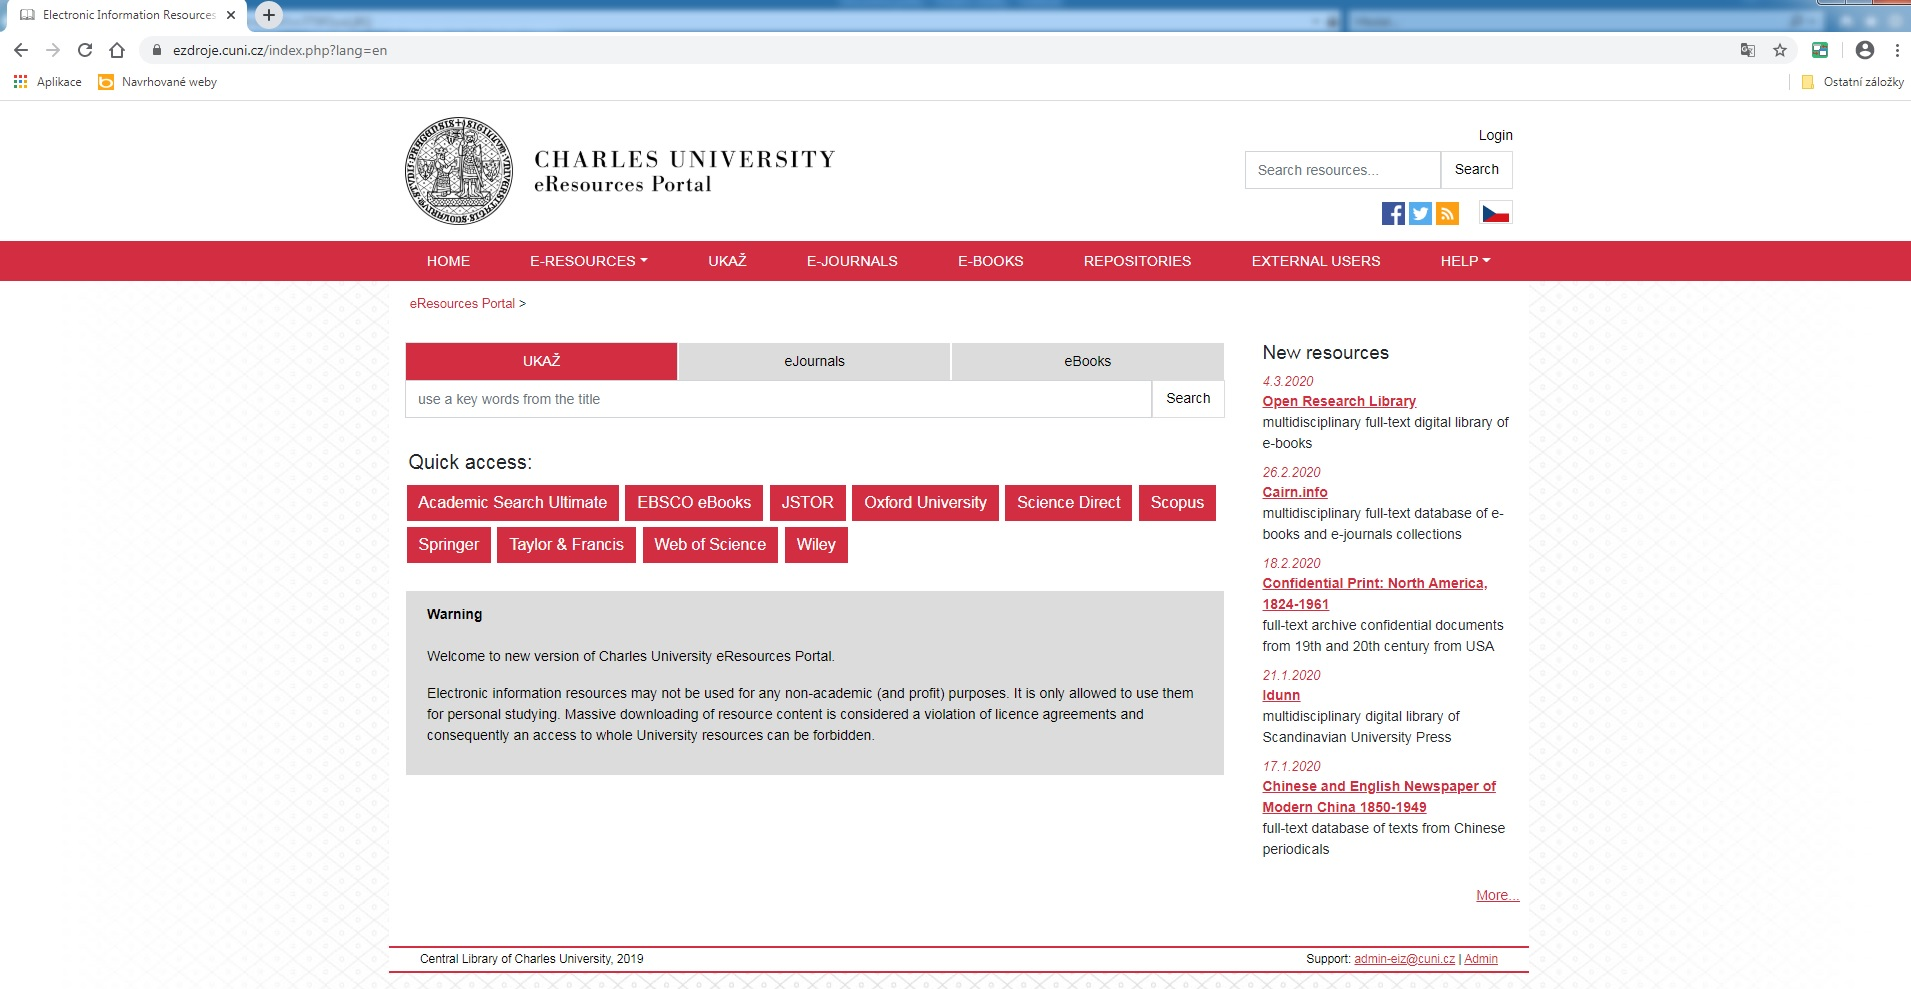 Electronic Information Resources
ezdroje.cuni.cz/index.php?lang=en
Aplikace
Navrhované weby
Ostatní záložky
CHARLES UNIVERSITY
eResources Portal
Login
Search resources...
Search
HOME
E-RESOURCES
UKAŽ
E-JOURNALS
E-BOOKS
REPOSITORIES
EXTERNAL USERS
HELP
eResources Portal >
UKAŽ
eJournals
eBooks
use a key words from the title
Search
Quick access:
Academic Search Ultimate
EBSCO eBooks
JSTOR
Oxford University
Science Direct
Scopus
Springer
Taylor & Francis
Web of Science
Wiley
Warning
Welcome to new version of Charles University eResources Portal.
Electronic information resources may not be used for any non-academic (and profit) purposes. It is only allowed to use them
for personal studying. Massive downloading of resource content is considered a violation of licence agreements and
consequently an access to whole University resources can be forbidden.
New resources
4.3.2020
Open Research Library
multidisciplinary full-text digital library of
e-books
26.2.2020
Cairn.info
multidisciplinary full-text database of e-
books and e-journals collections
18.2.2020
Confidential Print: North America,
1824-1961
full-text archive confidential documents
from 19th and 20th century from USA
21.1.2020
Idunn
multidisciplinary digital library of
Scandinavian University Press
17.1.2020
Chinese and English Newspaper of
Modern China 1850-1949
full-text database of texts from Chinese
periodicals
More...
Central Library of Charles University, 2019
Support: admin-eiz@cuni.cz | Admin